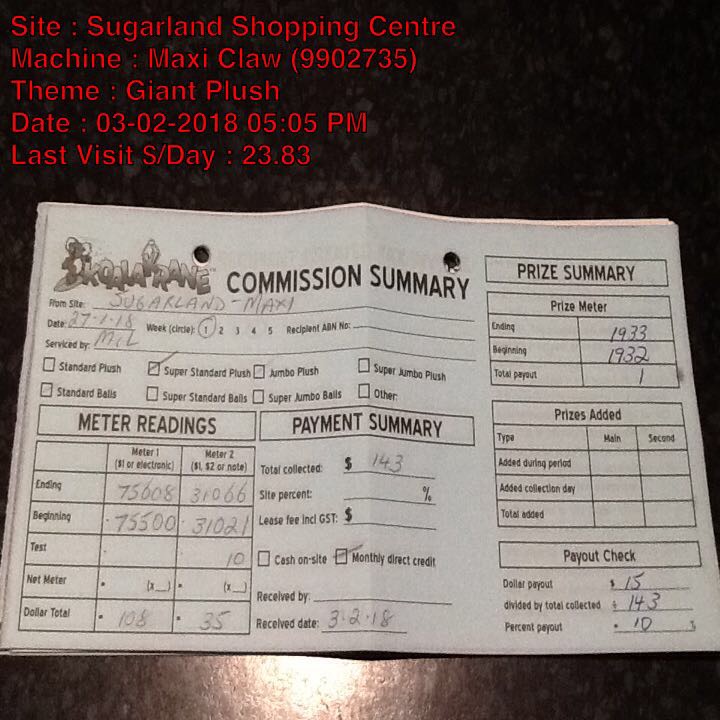 Site : Sugarland Shopping Centre
Machine : Maxi Claw (9902735)
Theme : Giant Plush
Date : 03-02-2018 05:05 PM
Last Visit $/Day : 23.83
SKOOLAKRANE COMMISSION SUMMARY
From Site: SUGARLAND-MAXI
Date: 27-1-18 Week (circle): 1 2 3 4 5 Recipient ABN No:
Serviced by:
Standard Plush Super Standard Plush Jumbo Plush Super Jumbo Plush
Standard Balls Super Standard Balls Super Jumbo Balls Other:
METER READINGS
Meter 1 ($1 or electronic) Meter 2 ($1, $2 or note)
Ending 75608 31066
Beginning 75500 31021
Test 10
Net Meter (x__) (x__)
Dollar Total 108 35
PAYMENT SUMMARY
Total collected: $ 143
Site percent: %
Lease fee incl GST: $
Cash on-site Monthly direct credit
Received by:
Received date: 3-2-18
PRIZE SUMMARY
Prize Meter
Ending 1933
Beginning 1932
Total payout 1
Prizes Added
Type Main Second
Added during period
Added collection day
Total added
Payout Check
Dollar payout $ 15
divided by total collected ÷ 143
Percent payout = 10